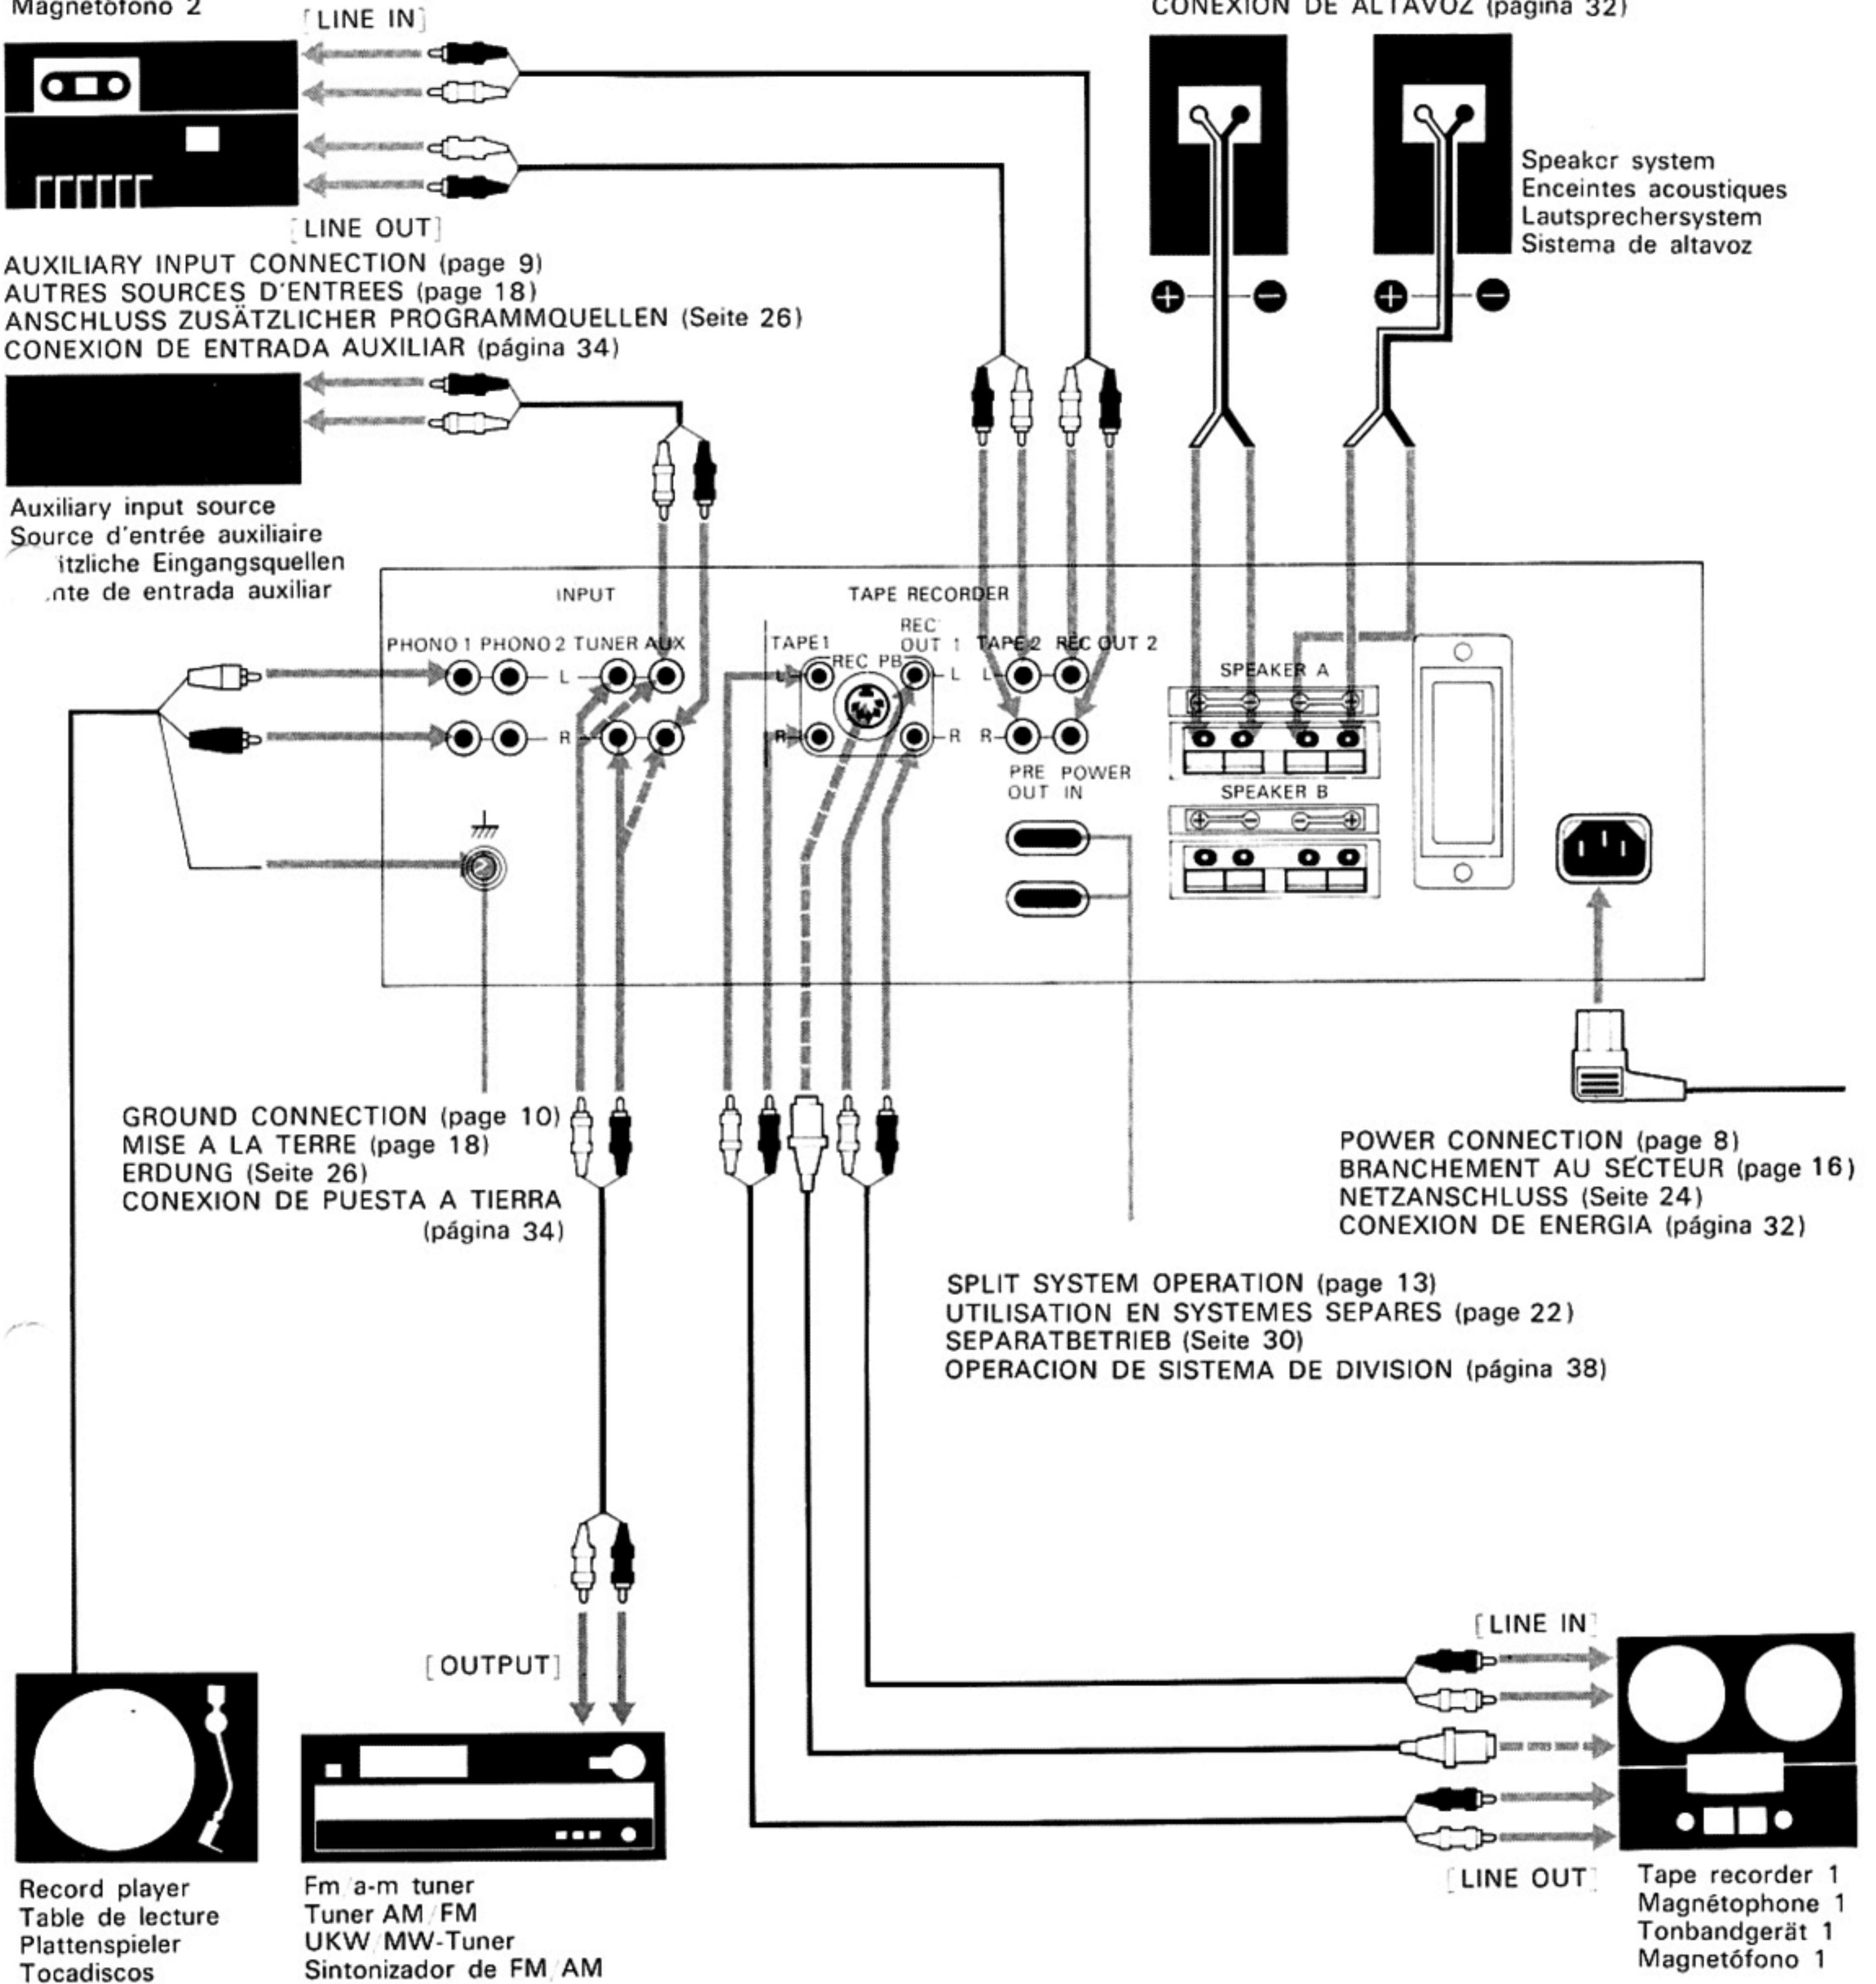 Magnetófono 2
[LINE IN]
CONEXION DE ALTAVOZ (página 32)
Speaker system
Enceintes acoustiques
Lautsprechersystem
Sistema de altavoz
[LINE OUT]
AUXILIARY INPUT CONNECTION (page 9)
AUTRES SOURCES D'ENTREES (page 18)
ANSCHLUSS ZUSÄTZLICHER PROGRAMMQUELLEN (Seite 26)
CONEXION DE ENTRADA AUXILIAR (página 34)
+ − + −
Auxiliary input source
Source d'entrée auxiliaire
itzliche Eingangsquellen
nte de entrada auxiliar
INPUT
TAPE RECORDER
PHONO 1 PHONO 2 TUNER AUX
TAPE 1
REC OUT 1
TAPE 2 REC OUT 2
REC PB
L L L L
R R R R
SPEAKER A
+ − − +
PRE OUT
POWER IN
SPEAKER B
+ − − +
GROUND CONNECTION (page 10)
MISE A LA TERRE (page 18)
ERDUNG (Seite 26)
CONEXION DE PUESTA A TIERRA
(página 34)
POWER CONNECTION (page 8)
BRANCHEMENT AU SECTEUR (page 16)
NETZANSCHLUSS (Seite 24)
CONEXION DE ENERGIA (página 32)
SPLIT SYSTEM OPERATION (page 13)
UTILISATION EN SYSTEMES SEPARES (page 22)
SEPARATBETRIEB (Seite 30)
OPERACION DE SISTEMA DE DIVISION (página 38)
[OUTPUT]
[LINE IN]
[LINE OUT]
Record player
Table de lecture
Plattenspieler
Tocadiscos
Fm/a-m tuner
Tuner AM/FM
UKW/MW-Tuner
Sintonizador de FM/AM
Tape recorder 1
Magnétophone 1
Tonbandgerät 1
Magnetófono 1